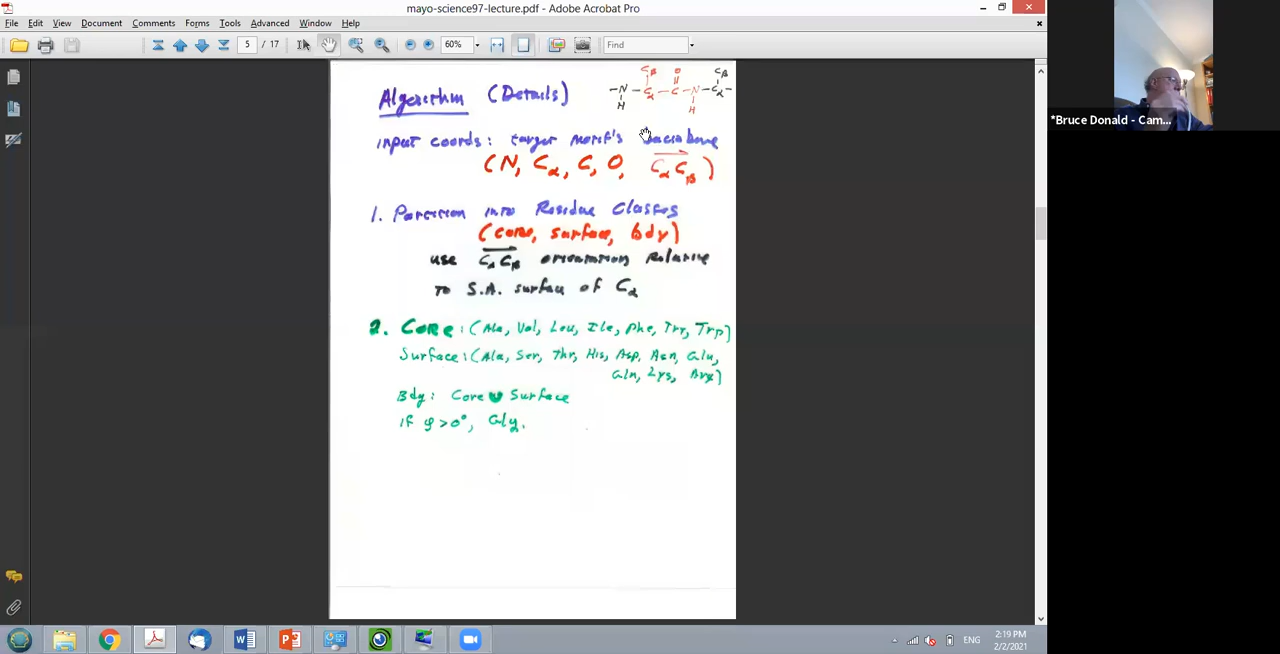 mayo-science97-lecture.pdf - Adobe Acrobat Pro
File Edit View Document Comments Forms Tools Advanced Window Help
5 / 17 60% Find
Algorithm (Details)
Cβ O Cβ
-N-Cα-C-N-Cα-
H H
input coords: target motif's backbone
(N, Cα, C, O, CαCβ)
1. Partition into Residue Classes
(core, surface, bdy)
use CαCβ orientation relative
to S.A. surface of Cα
2. Core: (Ala, Val, Leu, Ile, Phe, Tyr, Trp)
Surface: (Ala, Ser, Thr, His, Asp, Asn, Glu,
Gln, Lys, Arg)
Bdy: Core ∪ Surface
If φ>0°, Gly.
*Bruce Donald - Cam...
ENG
2:19 PM
2/2/2021